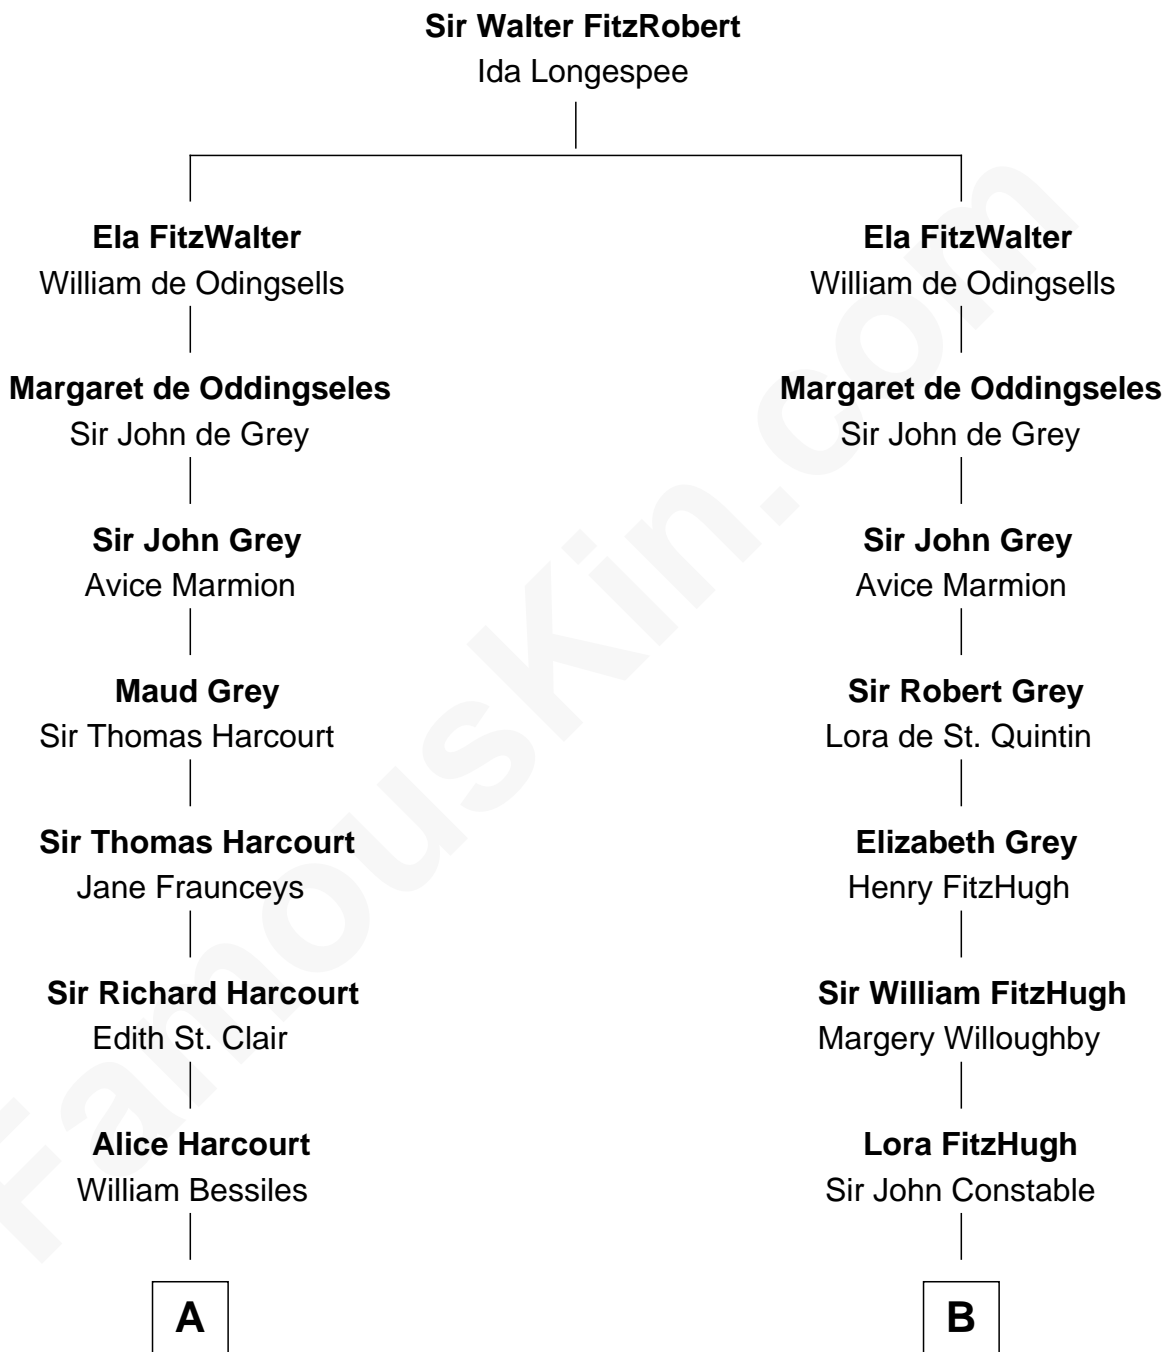 Sir Walter FitzRobert
Ida Longespee
Ela FitzWalter
William de Odingsells
Margaret de Oddingseles
Sir John de Grey
Sir John Grey
Avice Marmion
Maud Grey
Sir Thomas Harcourt
Sir Thomas Harcourt
Jane Fraunceys
Sir Richard Harcourt
Edith St. Clair
Alice Harcourt
William Bessiles
A
Ela FitzWalter
William de Odingsells
Margaret de Oddingseles
Sir John de Grey
Sir John Grey
Avice Marmion
Sir Robert Grey
Lora de St. Quintin
Elizabeth Grey
Henry FitzHugh
Sir William FitzHugh
Margery Willoughby
Lora FitzHugh
Sir John Constable
B
FamousKin.com